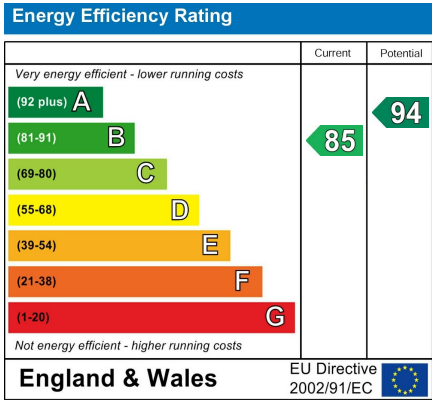 Energy Efficiency Rating
Current Potential
Very energy efficient - lower running costs
(92 plus) A
94
(81-91) B
85
(69-80) C
(55-68) D
(39-54) E
(21-38) F
(1-20) G
Not energy efficient - higher running costs
England & Wales
EU Directive
2002/91/EC